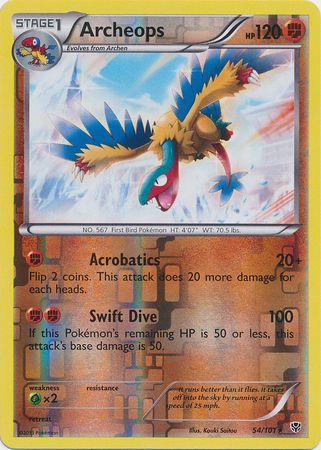 STAGE1
Archeops
HP120
Evolves from Archen
NO. 567 First Bird Pokémon HT: 4'07" WT: 70.5 lbs.
Acrobatics 20+
Flip 2 coins. This attack does 20 more damage for
each heads.
Swift Dive 100
If this Pokémon's remaining HP is 50 or less, this
attack's base damage is 50.
weakness resistance
×2
retreat
It runs better than it flies. It takes
off into the sky by running at a
speed of 25 mph.
©2013 Pokémon
Illus. Kouki Saitou
54/101